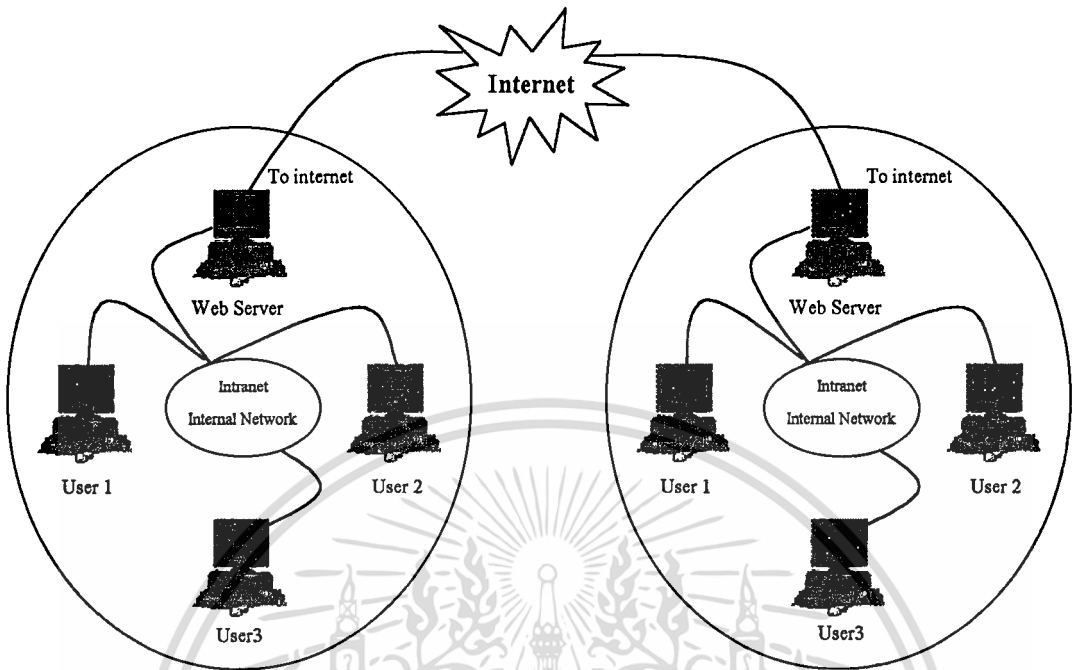 Internet
To internet
Web Server
Intranet
Internal Network
User 1
User 2
User3
To internet
Web Server
Intranet
Internal Network
User 1
User 2
User3